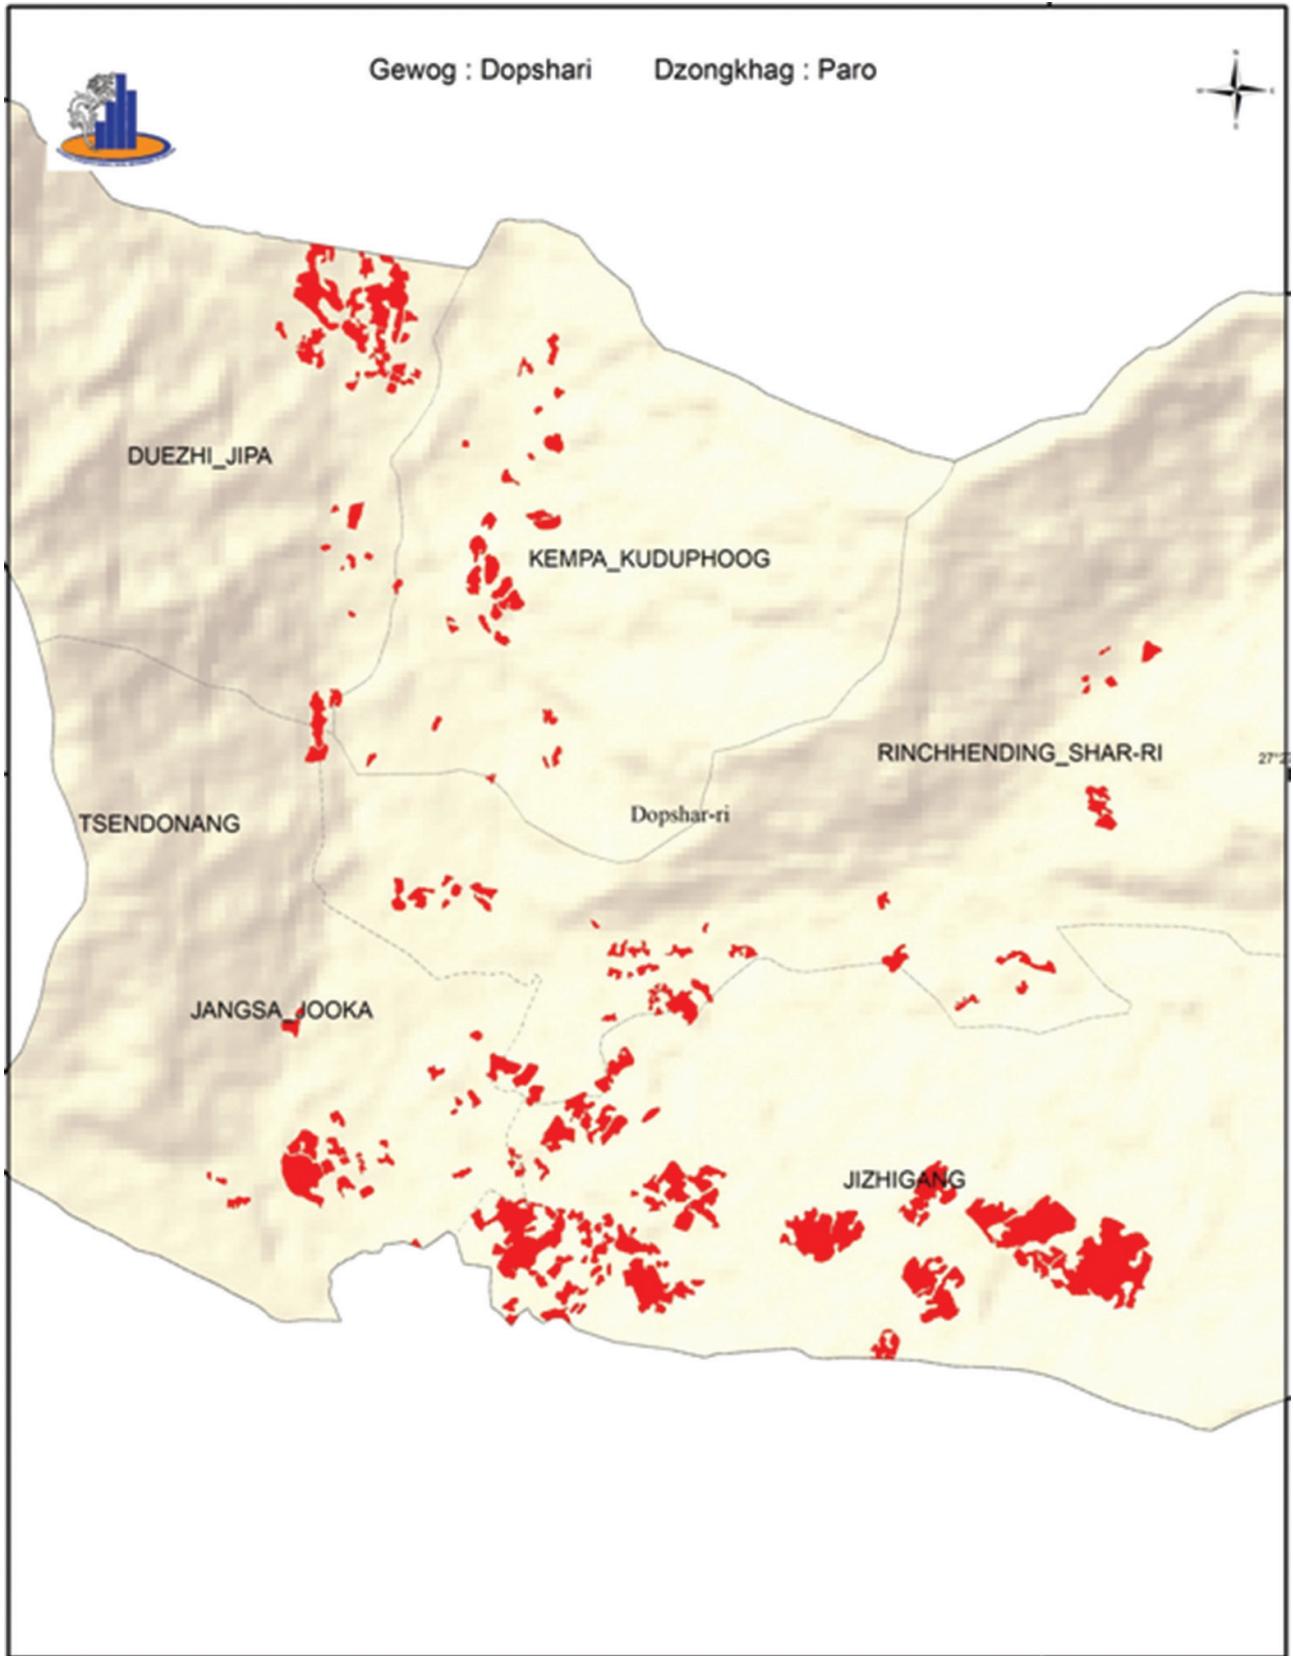 Gewog : Dopshari Dzongkhag : Paro
DUEZHI_JIPA
KEMPA_KUDUPHOOG
RINCHHENDING_SHAR-RI
Dopshar-ri
TSENDONANG
JANGSA_JOOKA
JIZHIGANG